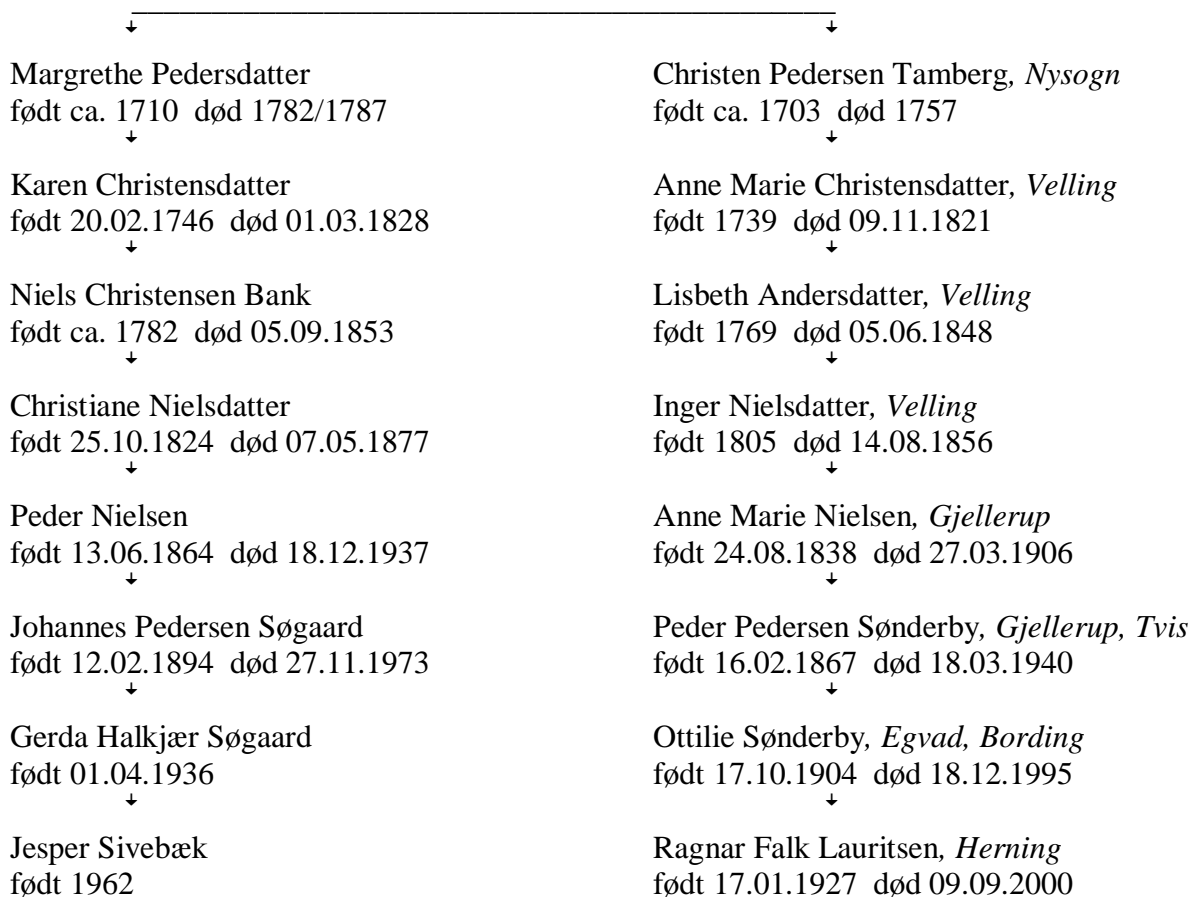 Margrethe Pedersdatter
født ca. 1710  død 1782/1787
Karen Christensdatter
født 20.02.1746  død 01.03.1828
Niels Christensen Bank
født ca. 1782  død 05.09.1853
Christiane Nielsdatter
født 25.10.1824  død 07.05.1877
Peder Nielsen
født 13.06.1864  død 18.12.1937
Johannes Pedersen Søgaard
født 12.02.1894  død 27.11.1973
Gerda Halkjær Søgaard
født 01.04.1936
Jesper Sivebæk
født 1962
Christen Pedersen Tamberg, Nysogn
født ca. 1703  død 1757
Anne Marie Christensdatter, Velling
født 1739  død 09.11.1821
Lisbeth Andersdatter, Velling
født 1769  død 05.06.1848
Inger Nielsdatter, Velling
født 1805  død 14.08.1856
Anne Marie Nielsen, Gjellerup
født 24.08.1838  død 27.03.1906
Peder Pedersen Sønderby, Gjellerup, Tvis
født 16.02.1867  død 18.03.1940
Ottilie Sønderby, Egvad, Bording
født 17.10.1904  død 18.12.1995
Ragnar Falk Lauritsen, Herning
født 17.01.1927  død 09.09.2000